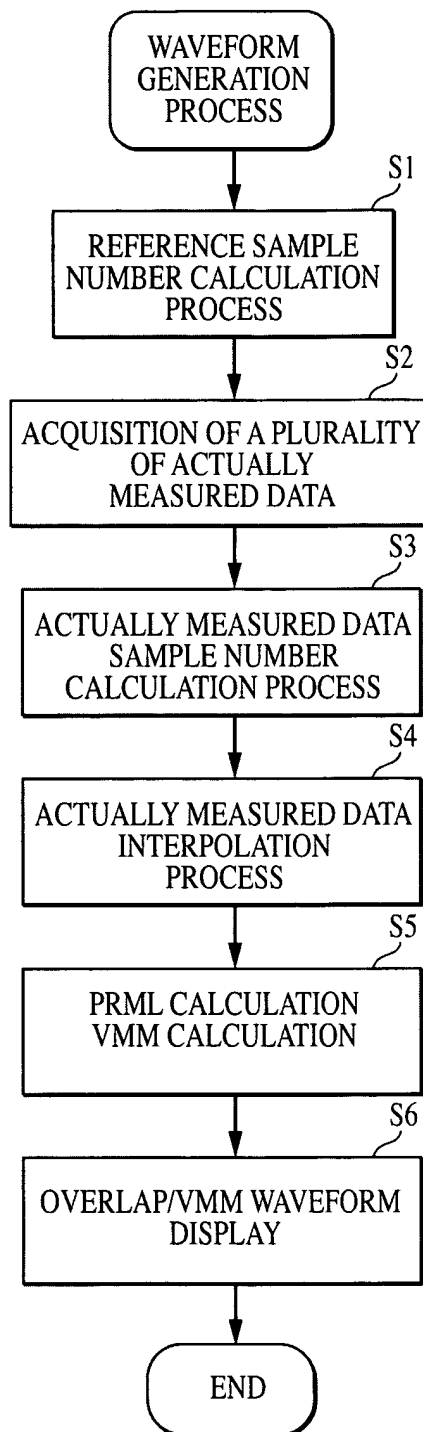 WAVEFORM
GENERATION
PROCESS
S1
REFERENCE SAMPLE
NUMBER CALCULATION
PROCESS
S2
ACQUISITION OF A PLURALITY
OF ACTUALLY
MEASURED DATA
S3
ACTUALLY MEASURED DATA
SAMPLE NUMBER
CALCULATION PROCESS
S4
ACTUALLY MEASURED DATA
INTERPOLATION
PROCESS
S5
PRML CALCULATION
VMM CALCULATION
S6
OVERLAP/VMM WAVEFORM
DISPLAY
END